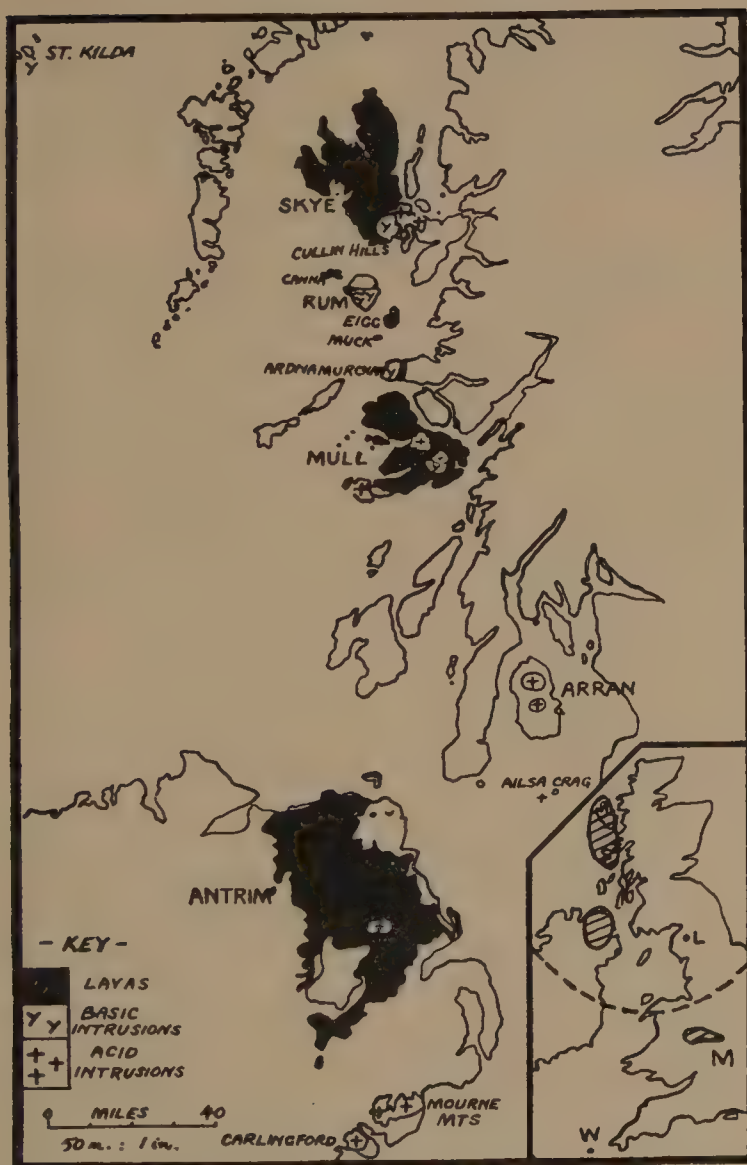 ST. KILDA
SKYE
CULLIN HILLS
CANNA
RUM
EIGG
MUCK
ARDNAMURCHAN
MULL
ARRAN
AILSA CRAG
ANTRIM
L
M
W
- KEY -
LAVAS
BASIC
INTRUSIONS
ACID
INTRUSIONS
0 MILES 40
50 m. : 1 in.
MOURNE
MTS
CARLINGFORD